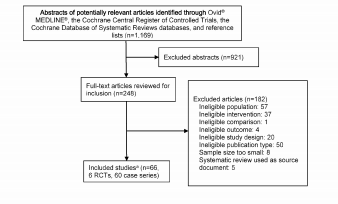 Abstracts of potentially relevant articles identified through Ovid®
MEDLINE®, the Cochrane Central Register of Controlled Trials, the
Cochrane Database of Systematic Reviews databases, and reference
lists (n=1,169)
Excluded abstracts (n=921)
Full-text articles reviewed for
inclusion (n=248)
Excluded articles (n=182)
Ineligible population: 57
Ineligible intervention: 37
Ineligible comparison: 1
Ineligible outcome: 4
Ineligible study design: 20
Ineligible publication type: 50
Sample size too small: 8
Systematic review used as source
document: 5
Included studiesᵃ (n=66,
6 RCTs, 60 case series)